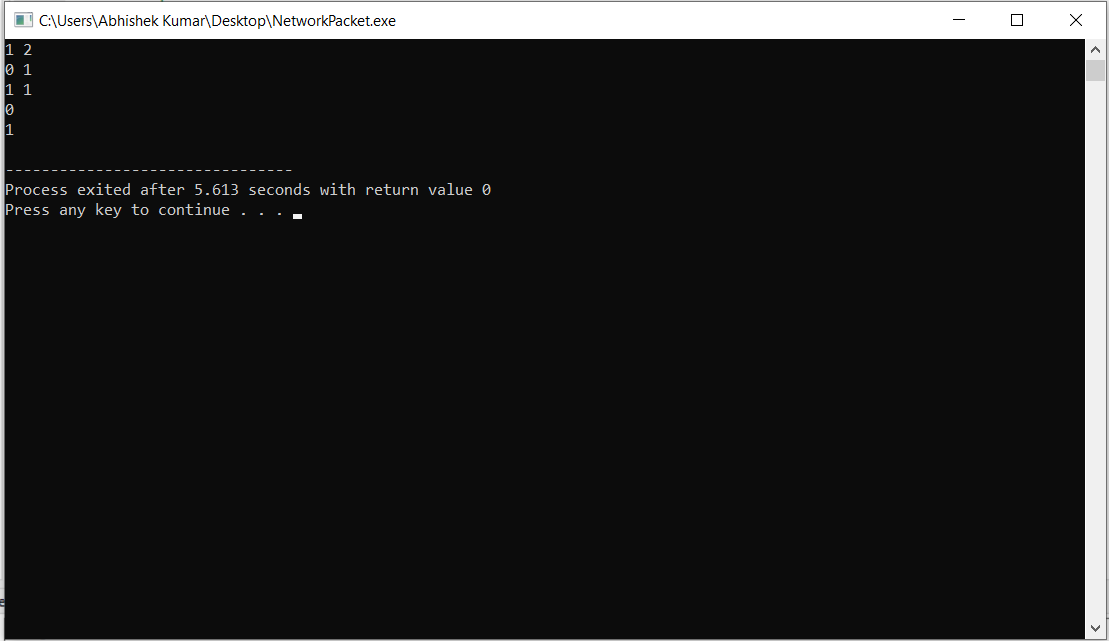 C:\Users\Abhishek Kumar\Desktop\NetworkPacket.exe
1 2
0 1
1 1
0
1
--------------------------------
Process exited after 5.613 seconds with return value 0
Press any key to continue . . .